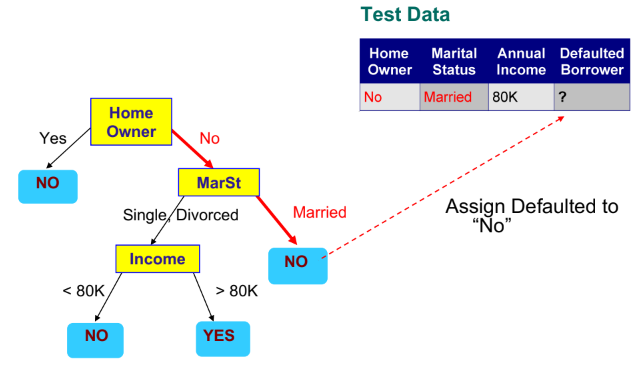 Test Data
Home Marital Annual Defaulted
Owner Status Income Borrower
No Married 80K ?
Home
Owner
Yes
No
NO
MarSt
Single, Divorced
Married
Assign Defaulted to
“No”
Income
NO
< 80K
> 80K
NO
YES